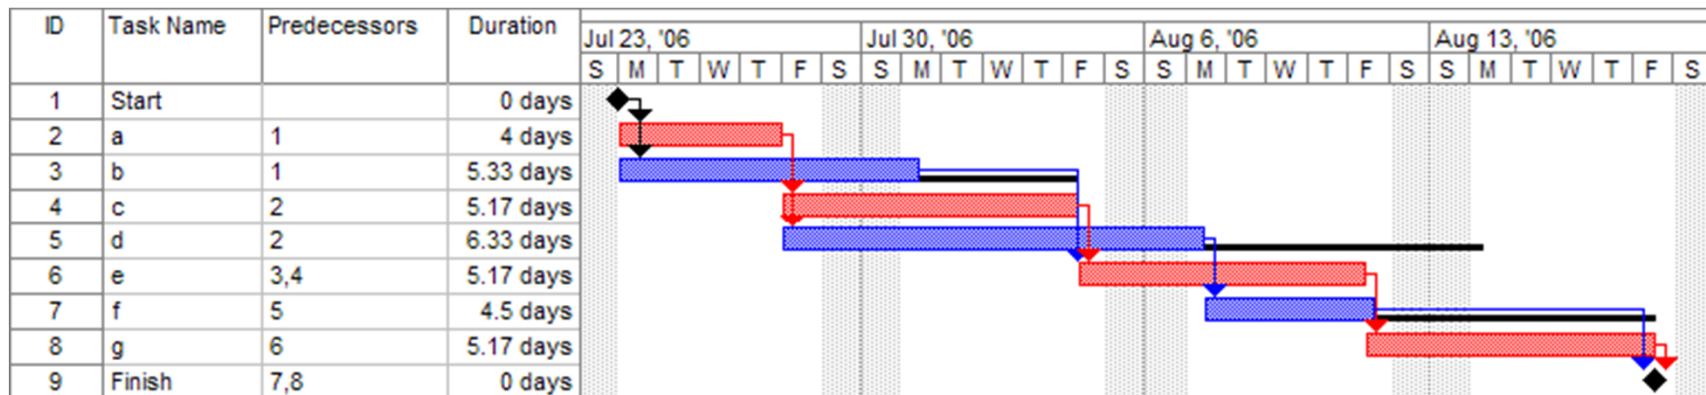 ID Task Name Predecessors Duration
Jul 23, '06 Jul 30, '06 Aug 6, '06 Aug 13, '06
S M T W T F S S M T W T F S S M T W T F S S M T W T F S
1 Start 0 days
2 a 1 4 days
3 b 1 5.33 days
4 c 2 5.17 days
5 d 2 6.33 days
6 e 3,4 5.17 days
7 f 5 4.5 days
8 g 6 5.17 days
9 Finish 7,8 0 days